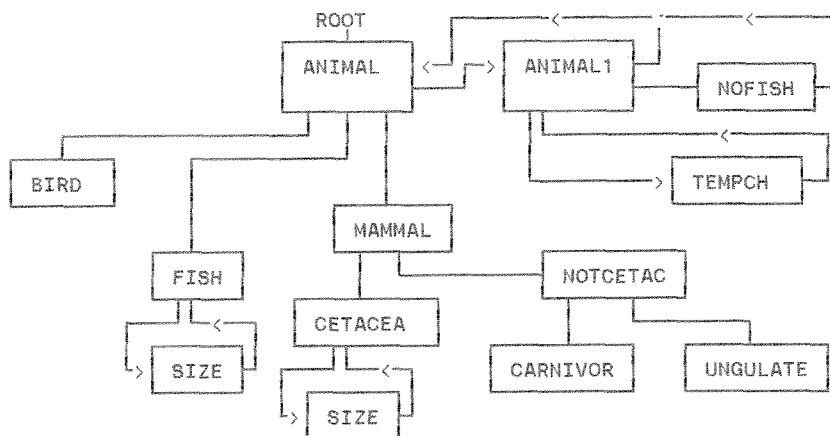 ROOT
ANIMAL
ANIMAL1
NOFISH
BIRD
TEMPCH
MAMMAL
FISH
NOTCETAC
CETACEA
SIZE
CARNIVOR
UNGULATE
SIZE